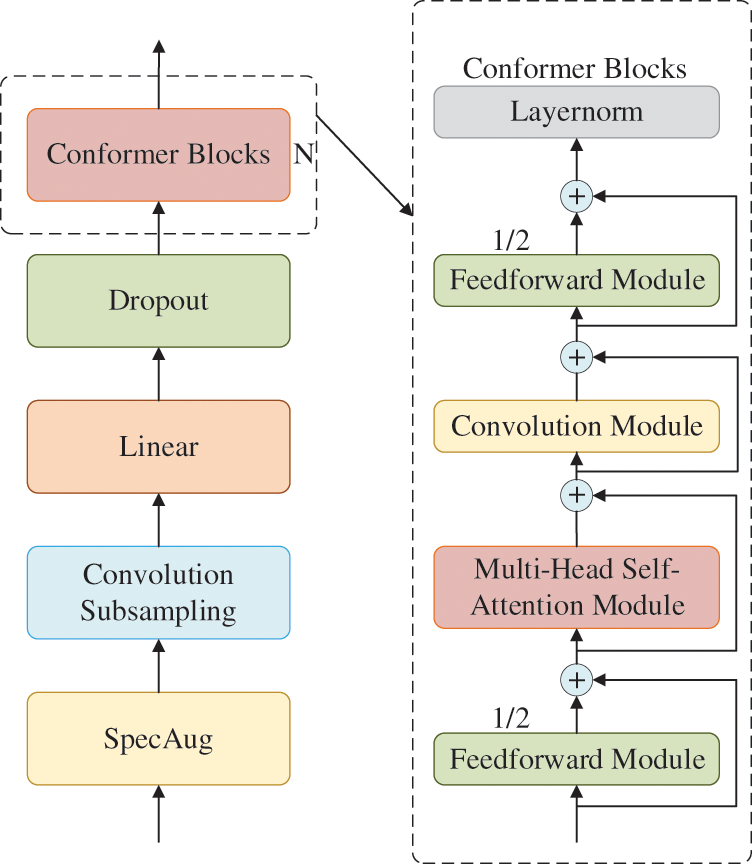 Conformer Blocks N
Dropout
Linear
Convolution
Subsampling
SpecAug
Conformer Blocks
Layernorm
+
1/2
Feedforward Module
+
Convolution Module
+
Multi-Head Self-
Attention Module
+
1/2
Feedforward Module